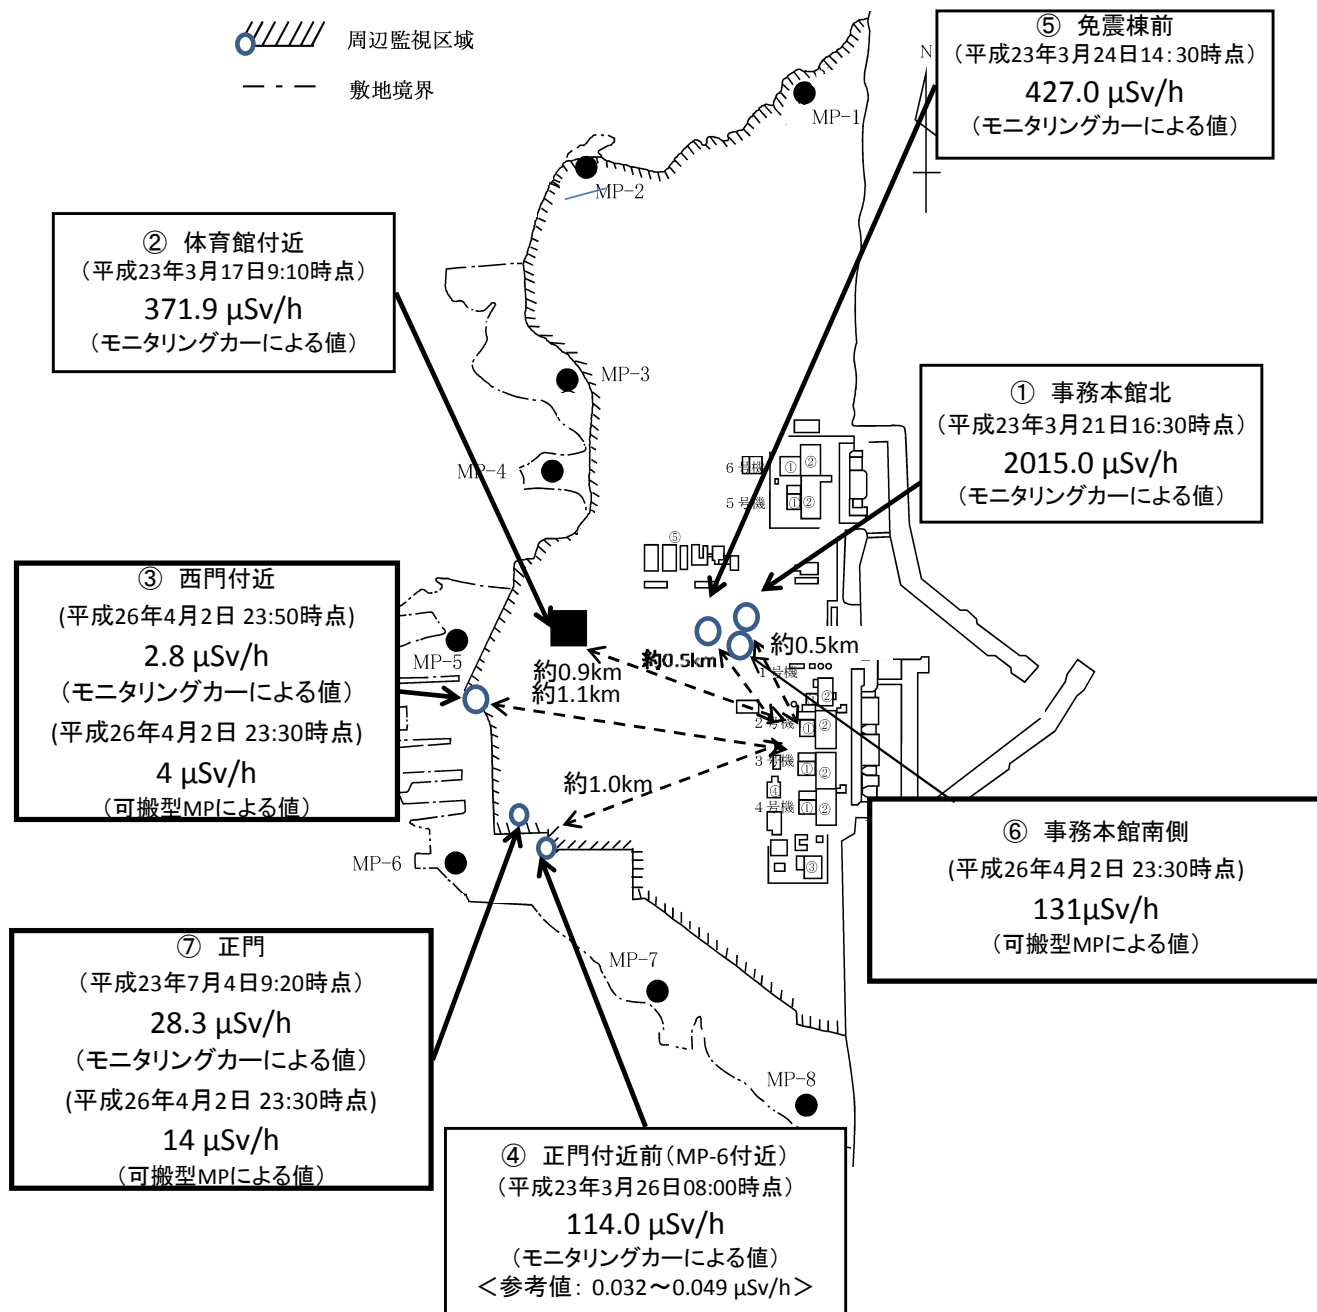 周辺監視区域
敷地境界
⑤ 免震棟前
（平成23年3月24日14:30時点）
427.0 μSv/h
（モニタリングカーによる値）
N
MP-1
MP-2
② 体育館付近
（平成23年3月17日9:10時点）
371.9 μSv/h
（モニタリングカーによる値）
MP-3
MP-4
① 事務本館北
（平成23年3月21日16:30時点）
2015.0 μSv/h
（モニタリングカーによる値）
6号機
①
②
5号機
①
②
⑤
③ 西門付近
(平成26年4月2日 23:50時点)
2.8 μSv/h
（モニタリングカーによる値）
(平成26年4月2日 23:30時点)
4 μSv/h
（可搬型MPによる値）
MP-5
約0.9km
約1.1km
約0.5km
約0.5km
1号機
②
2号機
①
②
3号機
①
②
約1.0km
④
4号機
①
②
③
MP-6
⑥ 事務本館南側
(平成26年4月2日 23:30時点)
131μSv/h
（可搬型MPによる値）
⑦ 正門
（平成23年7月4日9:20時点）
28.3 μSv/h
（モニタリングカーによる値）
(平成26年4月2日 23:30時点)
14 μSv/h
（可搬型MPによる値）
MP-7
MP-8
④ 正門付近前（MP-6付近）
（平成23年3月26日08:00時点）
114.0 μSv/h
（モニタリングカーによる値）
＜参考値：0.032～0.049 μSv/h＞